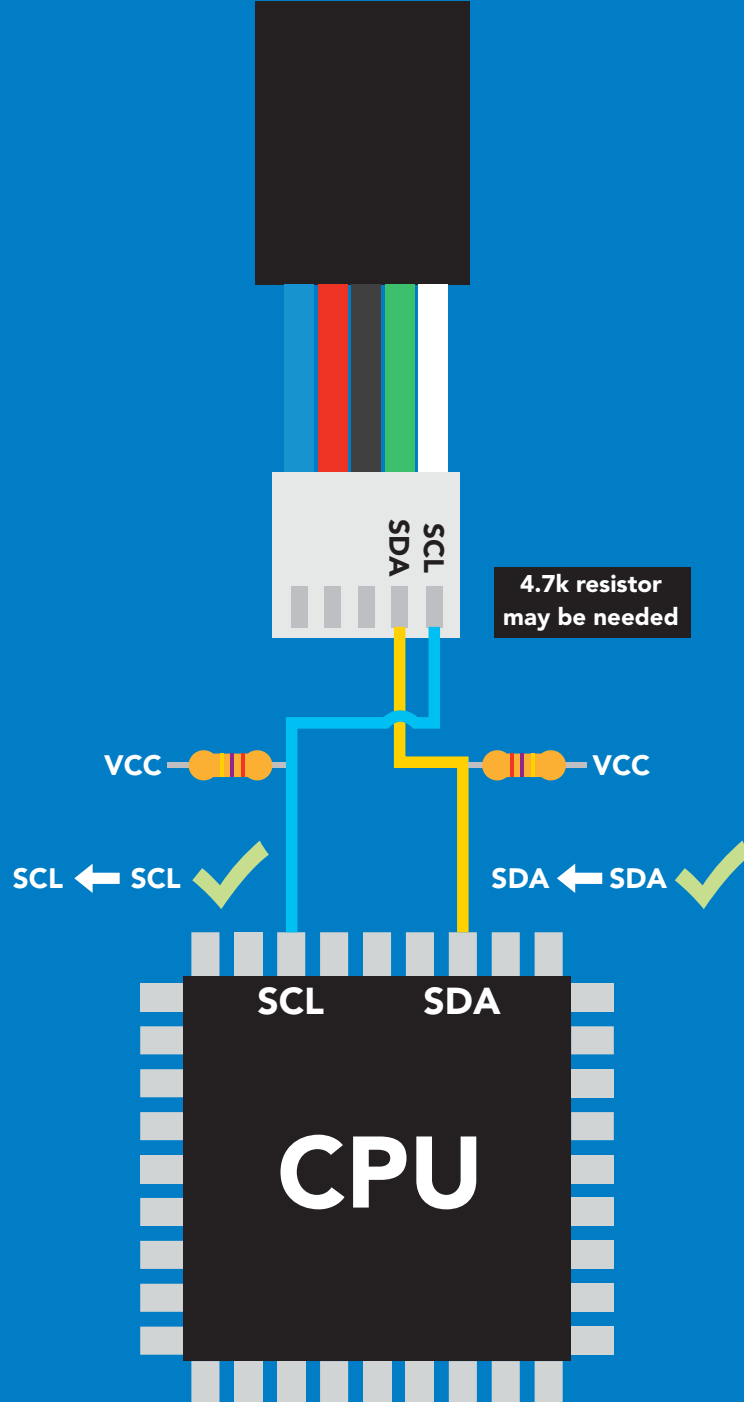 SDA
SCL
4.7k resistor
may be needed
VCC
VCC
SCL SCL
SDA SDA
SCL
SDA
CPU